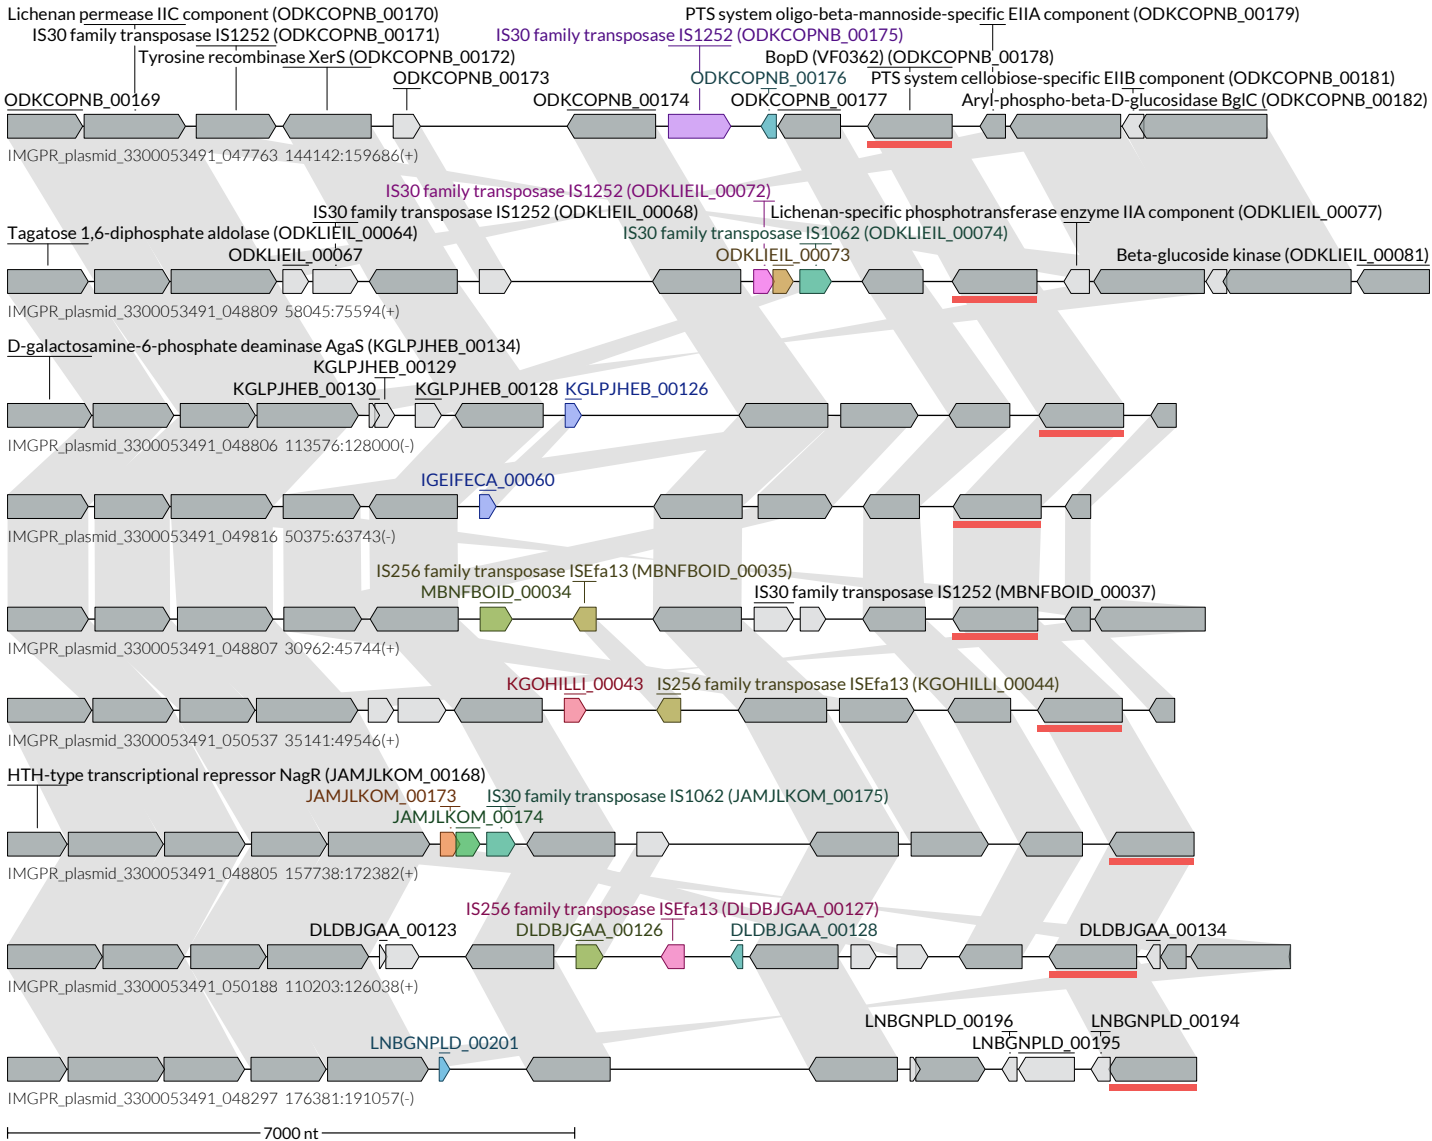 Lichenan permease IIC component (ODKCOPNB_00170)
PTS system oligo-beta-mannoside-specific EIIA component (ODKCOPNB_00179)
IS30 family transposase IS1252 (ODKCOPNB_00171)
IS30 family transposase IS1252 (ODKCOPNB_00175)
Tyrosine recombinase XerS (ODKCOPNB_00172)
BopD (VF0362) (ODKCOPNB_00178)
ODKCOPNB_00173
ODKCOPNB_00176
PTS system cellobiose-specific EIIB component (ODKCOPNB_00181)
ODKCOPNB_00169
ODKCOPNB_00174
ODKCOPNB_00177
Aryl-phospho-beta-D-glucosidase BglC (ODKCOPNB_00182)
IMGPR_plasmid_3300053491_047763 144142:159686(+)
IS30 family transposase IS1252 (ODKLIEIL_00072)
IS30 family transposase IS1252 (ODKLIEIL_00068)
Lichenan-specific phosphotransferase enzyme IIA component (ODKLIEIL_00077)
Tagatose 1,6-diphosphate aldolase (ODKLIEIL_00064)
IS30 family transposase IS1062 (ODKLIEIL_00074)
ODKLIEIL_00067
ODKLIEIL_00073
Beta-glucoside kinase (ODKLIEIL_00081)
IMGPR_plasmid_3300053491_048809 58045:75594(+)
D-galactosamine-6-phosphate deaminase AgaS (KGLPJHEB_00134)
KGLPJHEB_00129
KGLPJHEB_00130
KGLPJHEB_00128
KGLPJHEB_00126
IMGPR_plasmid_3300053491_048806 113576:128000(-)
IGEIFECA_00060
IMGPR_plasmid_3300053491_049816 50375:63743(-)
IS256 family transposase ISEfa13 (MBNFBOID_00035)
MBNFBOID_00034
IS30 family transposase IS1252 (MBNFBOID_00037)
IMGPR_plasmid_3300053491_048807 30962:45744(+)
KGOHILLI_00043
IS256 family transposase ISEfa13 (KGOHILLI_00044)
IMGPR_plasmid_3300053491_050537 35141:49546(+)
HTH-type transcriptional repressor NagR (JAMJLKOM_00168)
JAMJLKOM_00173
IS30 family transposase IS1062 (JAMJLKOM_00175)
JAMJLKOM_00174
IMGPR_plasmid_3300053491_048805 157738:172382(+)
IS256 family transposase ISEfa13 (DLDBJGAA_00127)
DLDBJGAA_00123
DLDBJGAA_00126
DLDBJGAA_00128
DLDBJGAA_00134
IMGPR_plasmid_3300053491_050188 110203:126038(+)
LNBGNPLD_00196
LNBGNPLD_00194
LNBGNPLD_00201
LNBGNPLD_00195
IMGPR_plasmid_3300053491_048297 176381:191057(-)
7000 nt